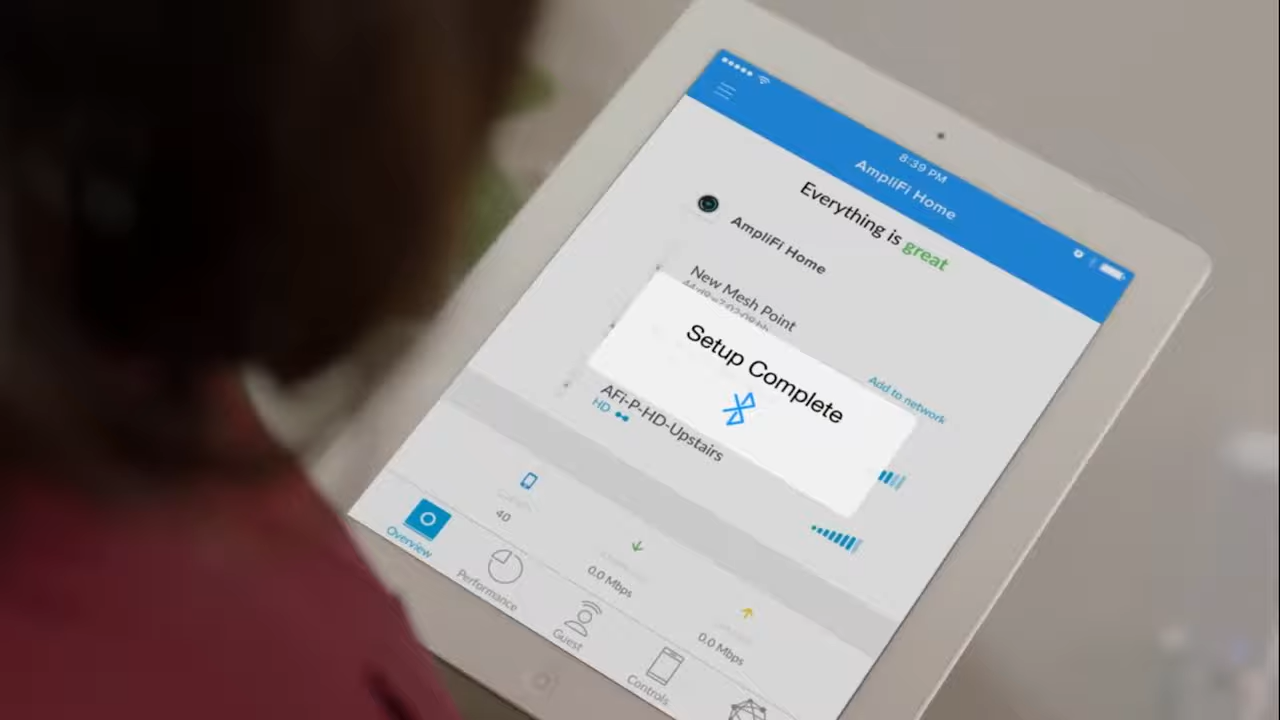 8:39 PM
AmpliFi Home
Everything is great
AmpliFi Home
New Mesh Point
Add to network
Setup Complete
AFi-P-HD-Upstairs
HD
40
0.0 Mbps
0.0 Mbps
Overview
Performance
Guest
Controls